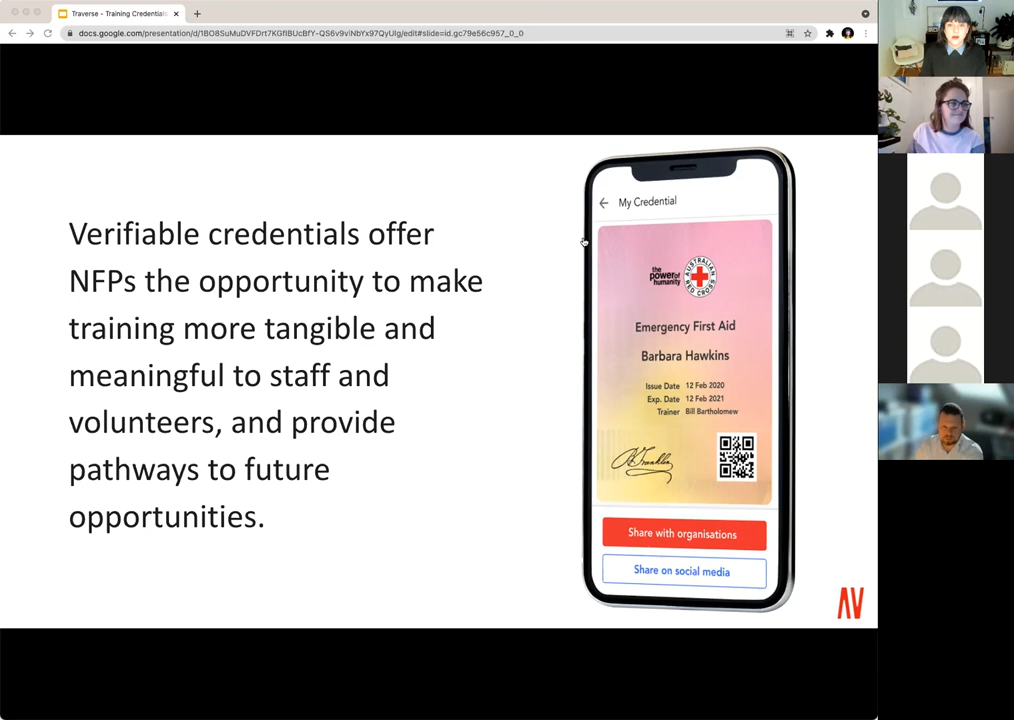 Traverse - Training Credentials
docs.google.com/presentation/d/1BO8SuMuDVFDrt7KGflBUcBfY-QS6v9viNbYx97QyUIg/edit#slide=id.gc79e56c957_0_0
Verifiable credentials offer
NFPs the opportunity to make
training more tangible and
meaningful to staff and
volunteers, and provide
pathways to future
opportunities.
My Credential
the
power of
humanity
AUSTRALIAN
RED CROSS
Emergency First Aid
Barbara Hawkins
Issue Date 12 Feb 2020
Exp. Date 12 Feb 2021
Trainer Bill Bartholomew
Share with organisations
Share on social media
AV